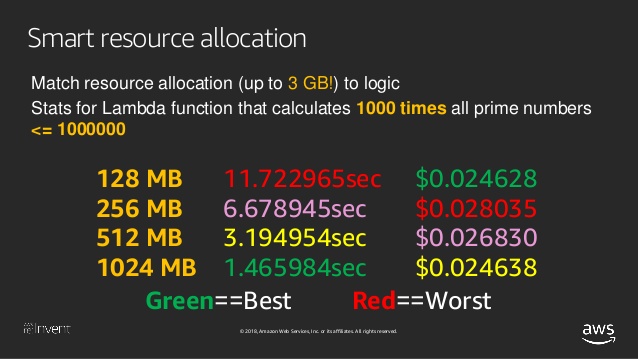 Smart resource allocation
Match resource allocation (up to 3 GB!) to logic
Stats for Lambda function that calculates 1000 times all prime numbers
<= 1000000
128 MB 11.722965sec $0.024628
256 MB 6.678945sec $0.028035
512 MB 3.194954sec $0.026830
1024 MB 1.465984sec $0.024638
Green==Best Red==Worst
© 2018, Amazon Web Services, Inc. or its affiliates. All rights reserved.
AWS re:Invent
aws